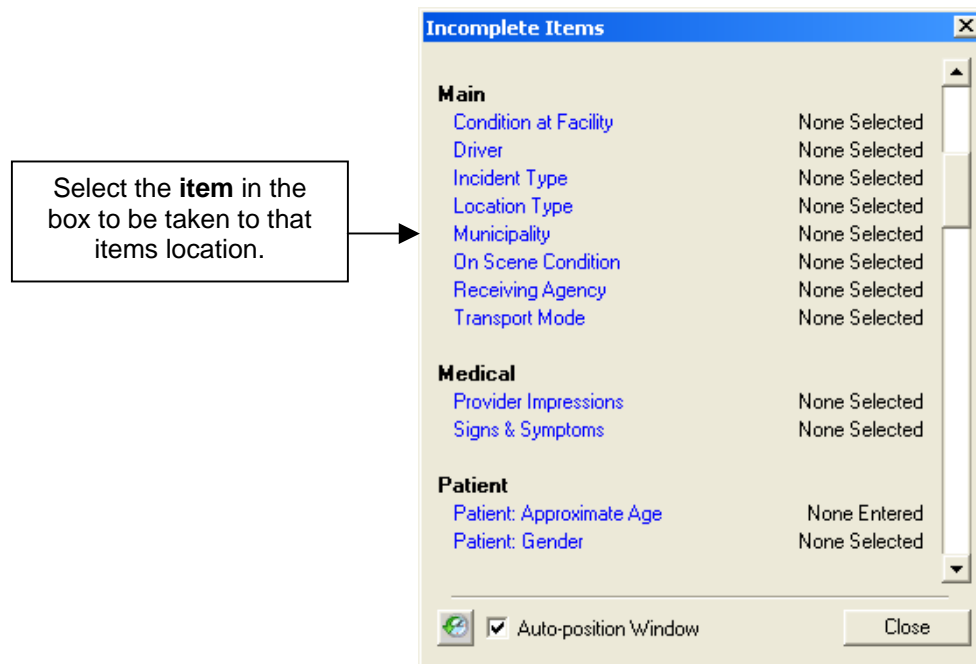 Incomplete Items
Select the item in the
box to be taken to that
items location.
Main
Condition at Facility None Selected
Driver None Selected
Incident Type None Selected
Location Type None Selected
Municipality None Selected
On Scene Condition None Selected
Receiving Agency None Selected
Transport Mode None Selected
Medical
Provider Impressions None Selected
Signs & Symptoms None Selected
Patient
Patient: Approximate Age None Entered
Patient: Gender None Selected
Auto-position Window Close